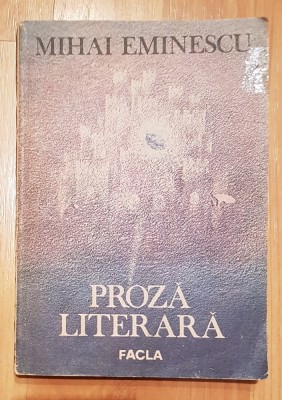 MIHAI EMINESCU
PROZĂ
LITERARĂ
FACLA